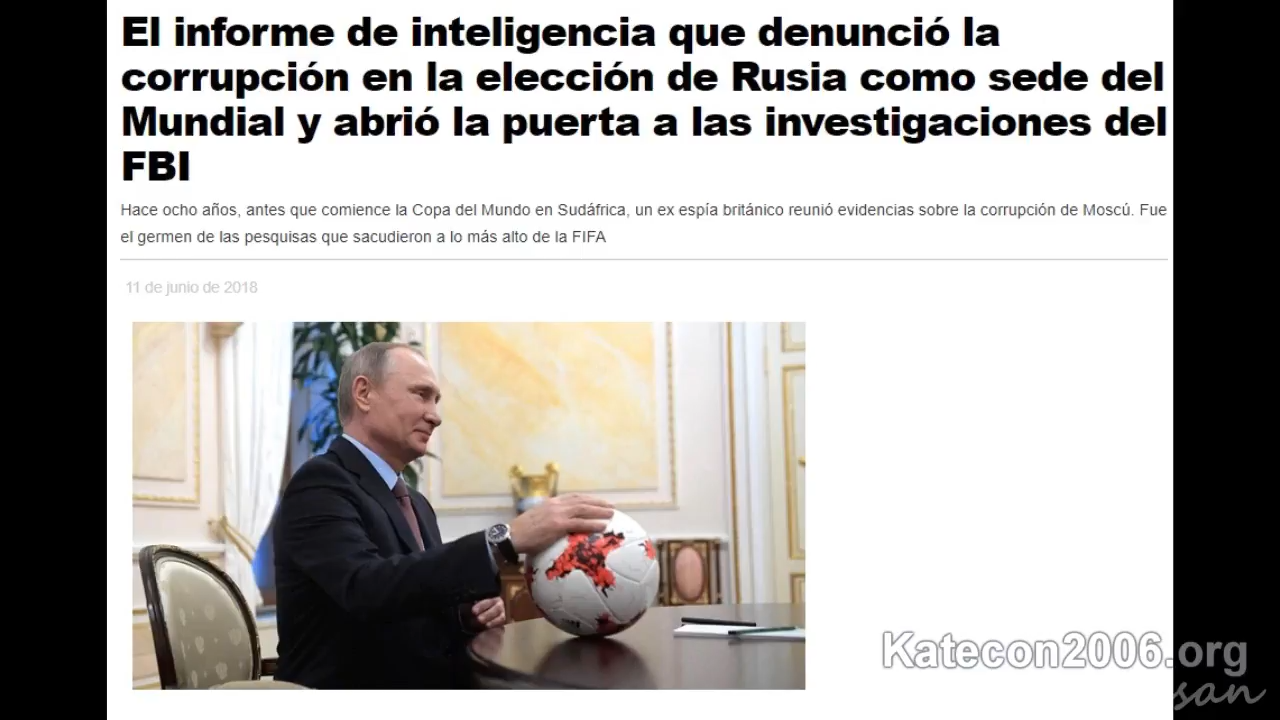 El informe de inteligencia que denunció la
corrupción en la elección de Rusia como sede del
Mundial y abrió la puerta a las investigaciones del
FBI
Hace ocho años, antes que comience la Copa del Mundo en Sudáfrica, un ex espía británico reunió evidencias sobre la corrupción de Moscú. Fue
el germen de las pesquisas que sacudieron a lo más alto de la FIFA
11 de junio de 2018
Katecon2006.org
san